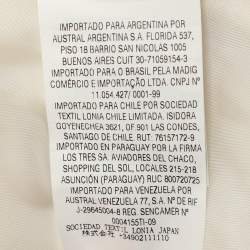 IMPORTADO PARA ARGENTINA POR
AUSTRAL ARGENTINA S.A. FLORIDA 537,
PISO 18 BARRIO SAN NICOLAS 1005
BUENOS AIRES CUIT 30-71059154-3
IMPORTADO PARA O BRASIL PELA MADIG
COMÉRCIO E IMPORTAÇÃO LTDA. CNPJ Nº
11.054.427/0001-99
IMPORTADO PARA CHILE POR SOCIEDAD
TEXTIL LONIA CHILE LIMITADA. ISIDORA
GOYENECHEA 3621, OF 901 LAS CONDES,
SANTIAGO DE CHILE. RUT: 76157172-9
IMPORTADO EN PARAGUAY POR LA FIRMA
LOS TRES SA. AVIADORES DEL CHACO,
SHOPPING DEL SOL, LOCALES 215-218
ASUNCIÓN (PARAGUAY) RUC 800720725
IMPORTADO PARA VENEZUELA POR
AUSTRAL VENEZUELA 77, S.A. Nº DE RIF
J-29645004-8 REG. SENCAMER Nº
0004155TI-09
SOCIEDAD TEXTIL LONIA JAPAN
株式会社 +34902111110